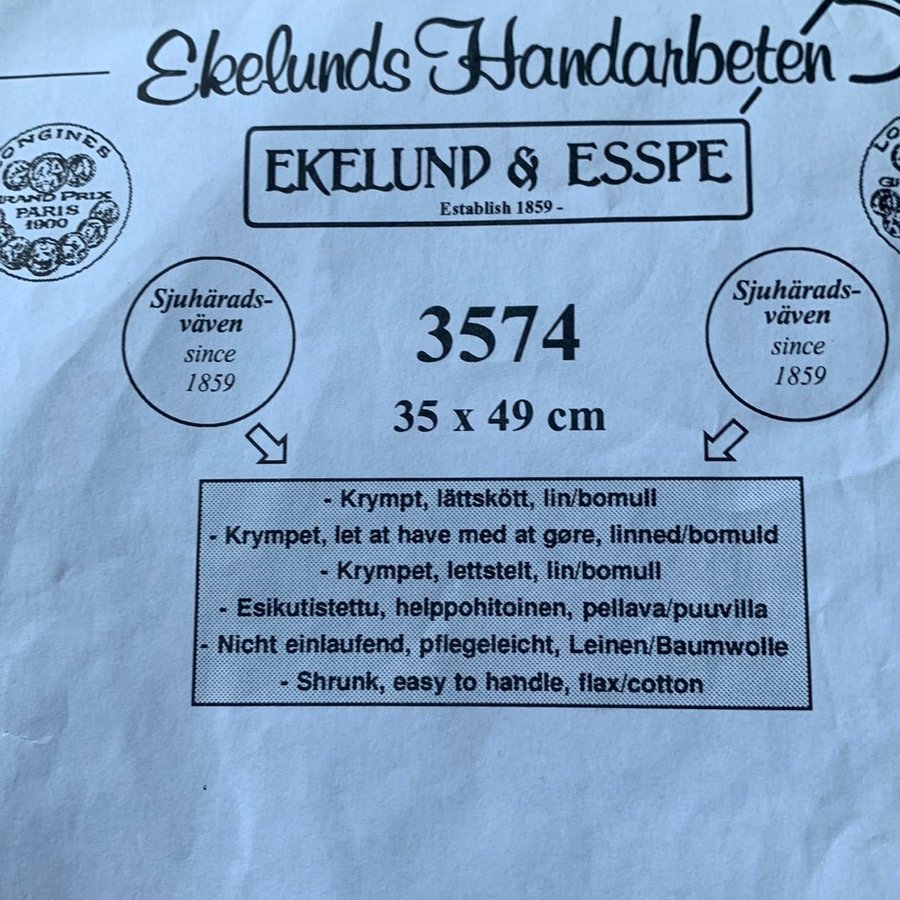 Ekelunds Handarbeten
EKELUND & ESSPE
Establish 1859 -
LONGINES
GRAND PRIX
PARIS
1900
Sjuhärads-
väven
since
1859
3574
35 x 49 cm
Sjuhärads-
väven
since
1859
- Krympt, lättskött, lin/bomull
- Krympet, let at have med at gøre, linned/bomuld
- Krympet, lettstelt, lin/bomull
- Esikutistettu, helppohitoinen, pellava/puuvilla
- Nicht einlaufend, pflegeleicht, Leinen/Baumwolle
- Shrunk, easy to handle, flax/cotton